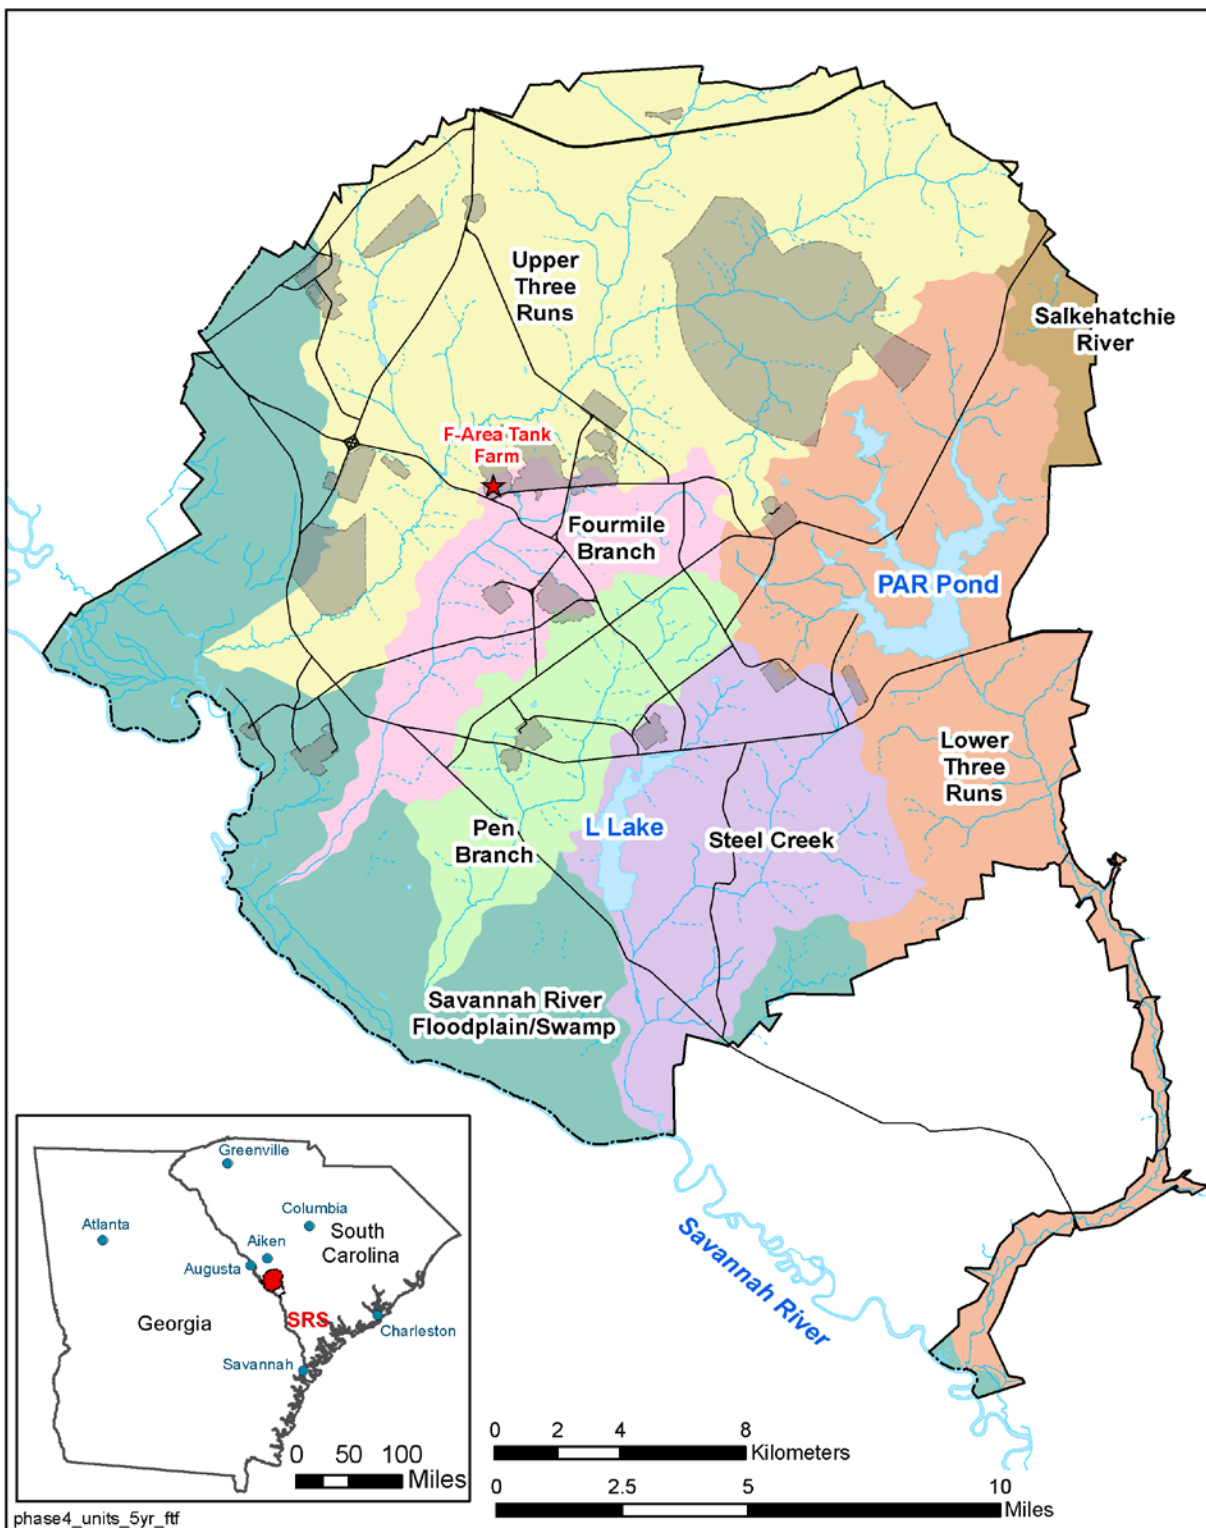 Upper
Three
Runs
Salkehatchie
River
F-Area Tank
Farm
Fourmile
Branch
PAR Pond
Lower
Three
Runs
Pen
Branch
L Lake
Steel Creek
Savannah River
Floodplain/Swamp
Savannah River
Greenville
Columbia
Atlanta
South
Carolina
Aiken
Augusta
Georgia
SRS
Charleston
Savannah
0 50 100
Miles
0 2 4 8
Kilometers
0 2.5 5 10
Miles
phase4_units_5yr_ftf